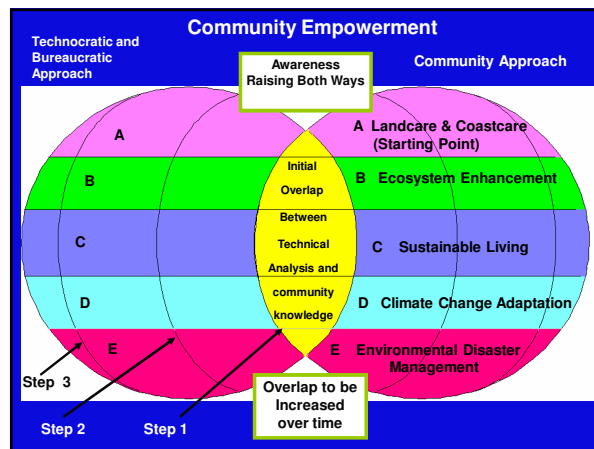 Community Empowerment
Technocratic and
Bureaucratic
Approach
Awareness
Raising Both Ways
Community Approach
A
A Landcare & Coastcare
(Starting Point)
B
Initial
Overlap
B Ecosystem Enhancement
Between
C
Technical
C Sustainable Living
Analysis and
D
community
knowledge
D Climate Change Adaptation
E
E Environmental Disaster
Management
Step 3
Step 2
Step 1
Overlap to be
Increased
over time